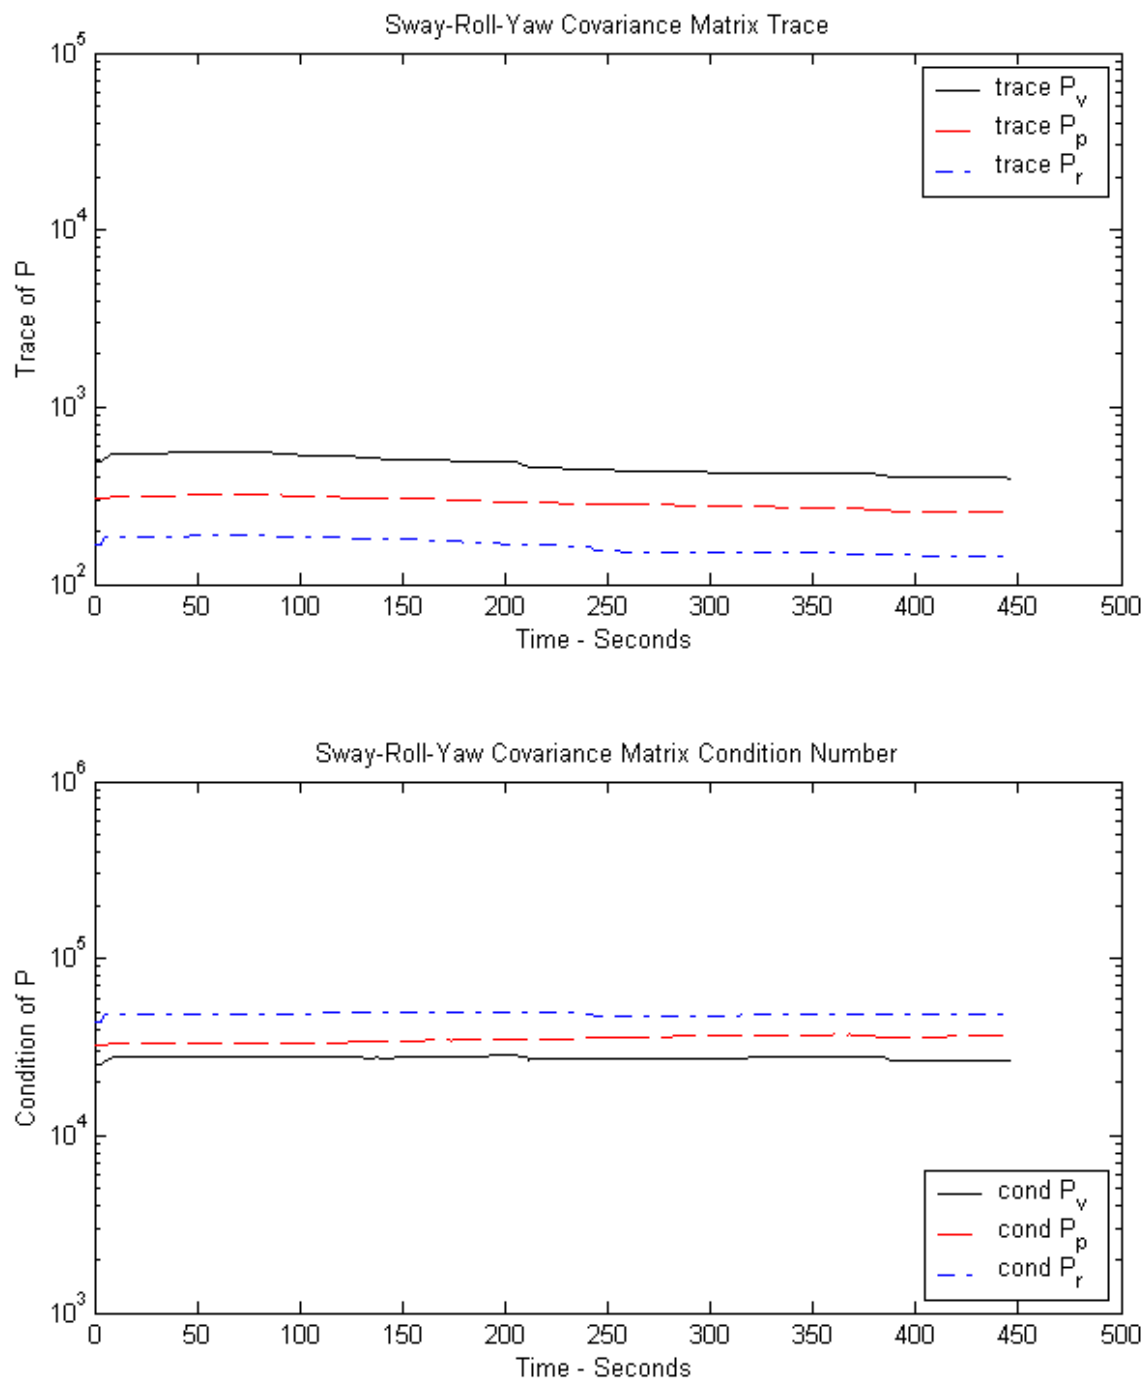 Sway-Roll-Yaw Covariance Matrix Trace
10^5
10^4
10^3
10^2
Trace of P
trace P_v
trace P_p
trace P_r
0 50 100 150 200 250 300 350 400 450 500
Time - Seconds
Sway-Roll-Yaw Covariance Matrix Condition Number
10^6
10^5
10^4
10^3
Condition of P
cond P_v
cond P_p
cond P_r
0 50 100 150 200 250 300 350 400 450 500
Time - Seconds